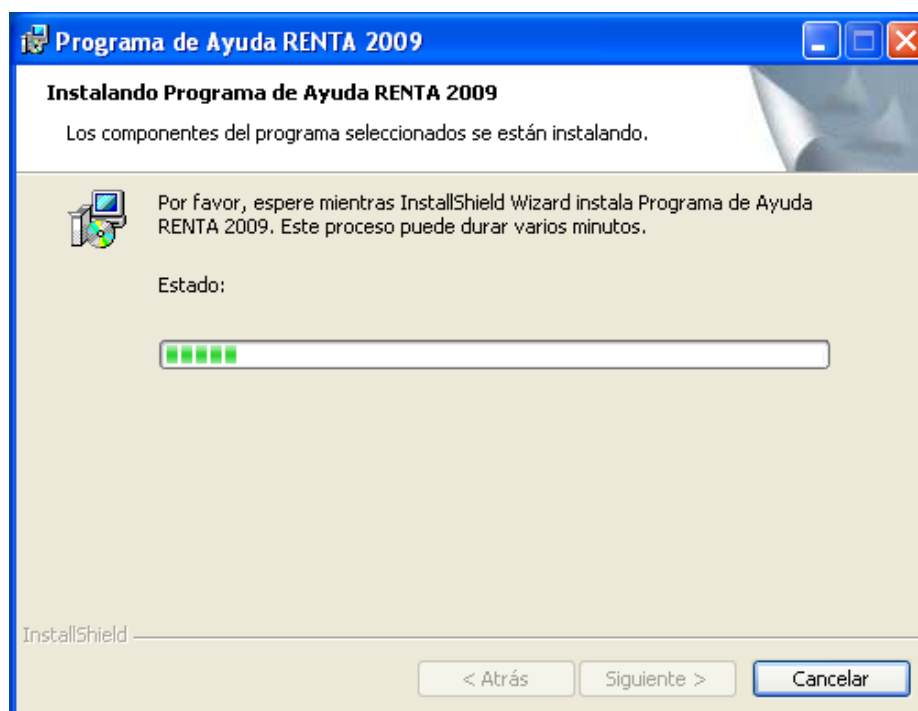 Programa de Ayuda RENTA 2009
Instalando Programa de Ayuda RENTA 2009
Los componentes del programa seleccionados se están instalando.
Por favor, espere mientras InstallShield Wizard instala Programa de Ayuda
RENTA 2009. Este proceso puede durar varios minutos.
Estado:
InstallShield
< Atrás
Siguiente >
Cancelar